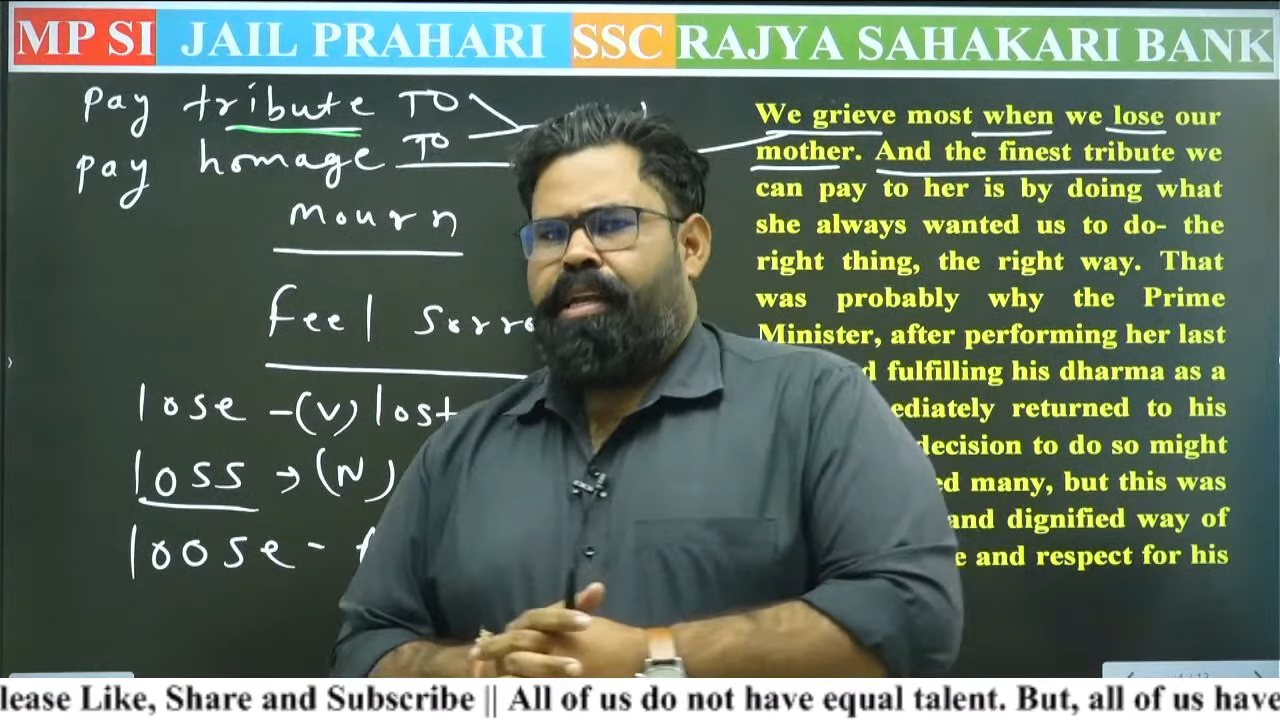 MP SI JAIL PRAHARI SSC RAJYA SAHAKARI BANK
Pay tribute TO
pay homage TO
Mourn
feel sorro
lose - (V) lost
loss → (N)
loose -
We grieve most when we lose our
mother. And the finest tribute we
can pay to her is by doing what
she always wanted us to do- the
right thing, the right way. That
was probably why the Prime
Minister, after performing her last
d fulfilling his dharma as a
ediately returned to his
decision to do so might
ed many, but this was
and dignified way of
e and respect for his
lease Like, Share and Subscribe || All of us do not have equal talent. But, all of us have